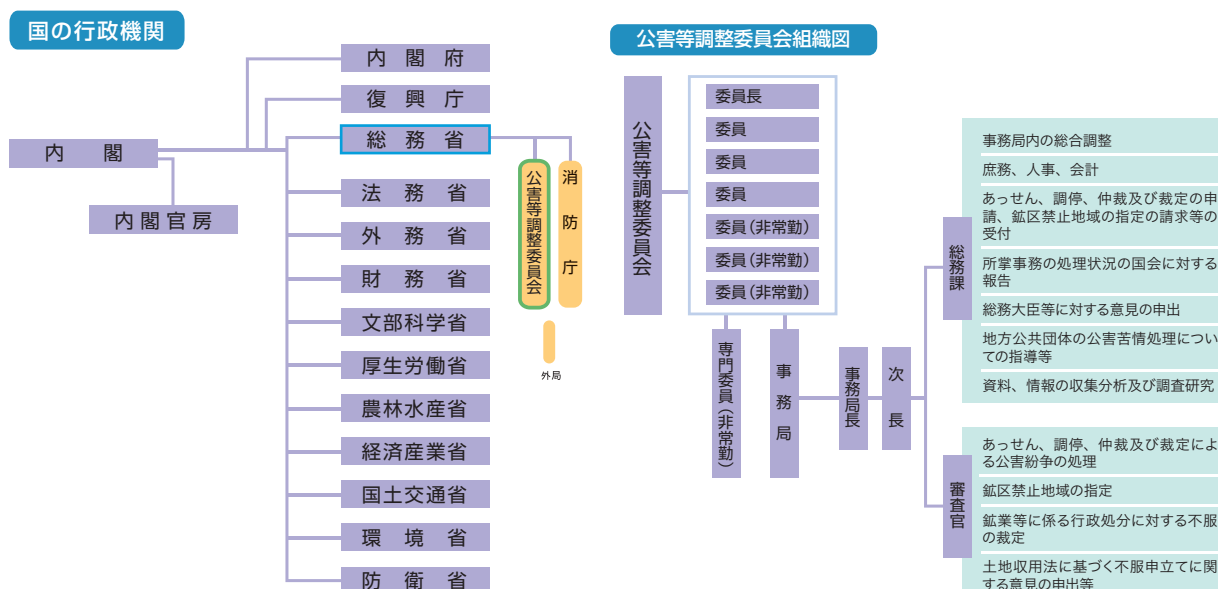 国の行政機関
内閣
内閣官房
内閣府
復興庁
総務省
法務省
外務省
財務省
文部科学省
厚生労働省
農林水産省
経済産業省
国土交通省
環境省
防衛省
公害等調整委員会
消防庁
外局
公害等調整委員会組織図
公害等調整委員会
委員長
委員
委員
委員
委員(非常勤)
委員(非常勤)
委員(非常勤)
専門委員(非常勤)
事務局
事務局長
次長
総務課
事務局内の総合調整
庶務、人事、会計
あっせん、調停、仲裁及び裁定の申
請、鉱区禁止地域の指定の請求等の
受付
所掌事務の処理状況の国会に対する
報告
総務大臣等に対する意見の申出
地方公共団体の公害苦情処理につい
ての指導等
資料、情報の収集分析及び調査研究
審査官
あっせん、調停、仲裁及び裁定によ
る公害紛争の処理
鉱区禁止地域の指定
鉱業等に係る行政処分に対する不服
の裁定
土地収用法に基づく不服申立てに関
する意見の申出等